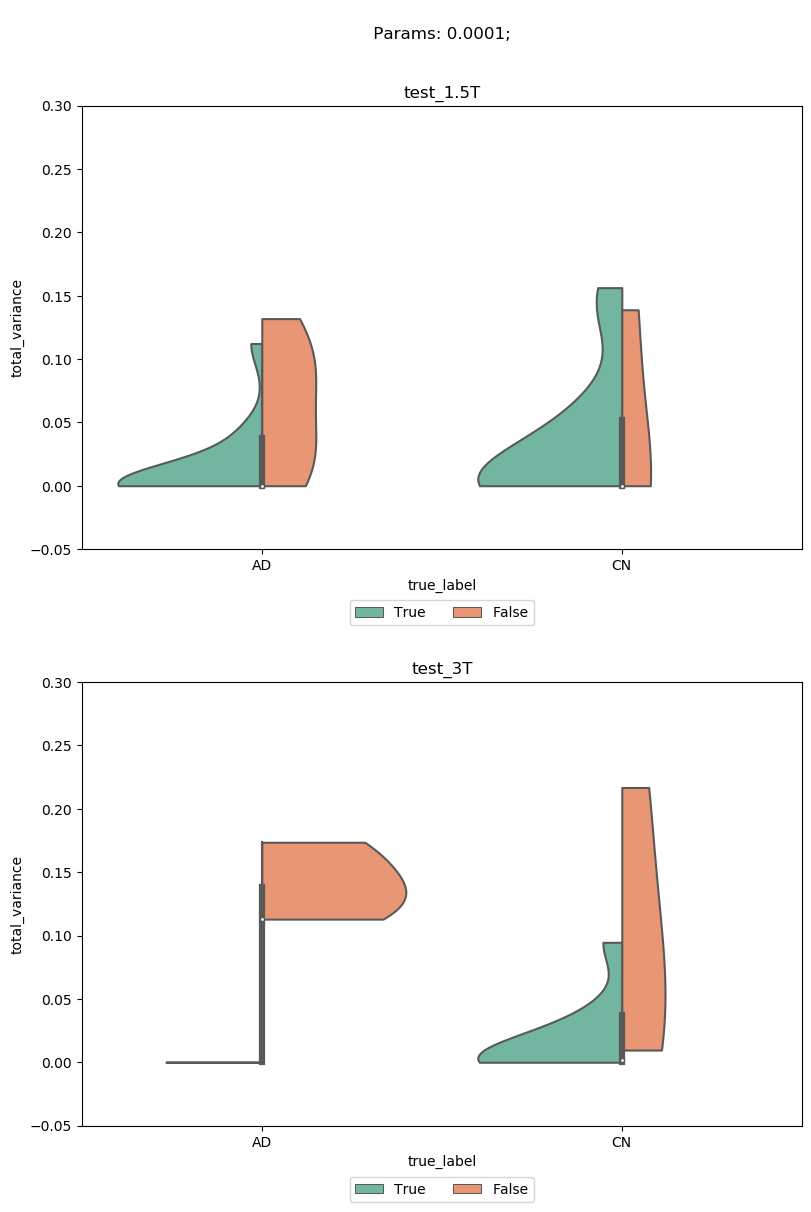 Params: 0.0001;
test_1.5T
0.30
0.25
0.20
0.15
0.10
0.05
0.00
−0.05
total_variance
AD CN
true_label
True False
test_3T
0.30
0.25
0.20
0.15
0.10
0.05
0.00
−0.05
total_variance
AD CN
true_label
True False